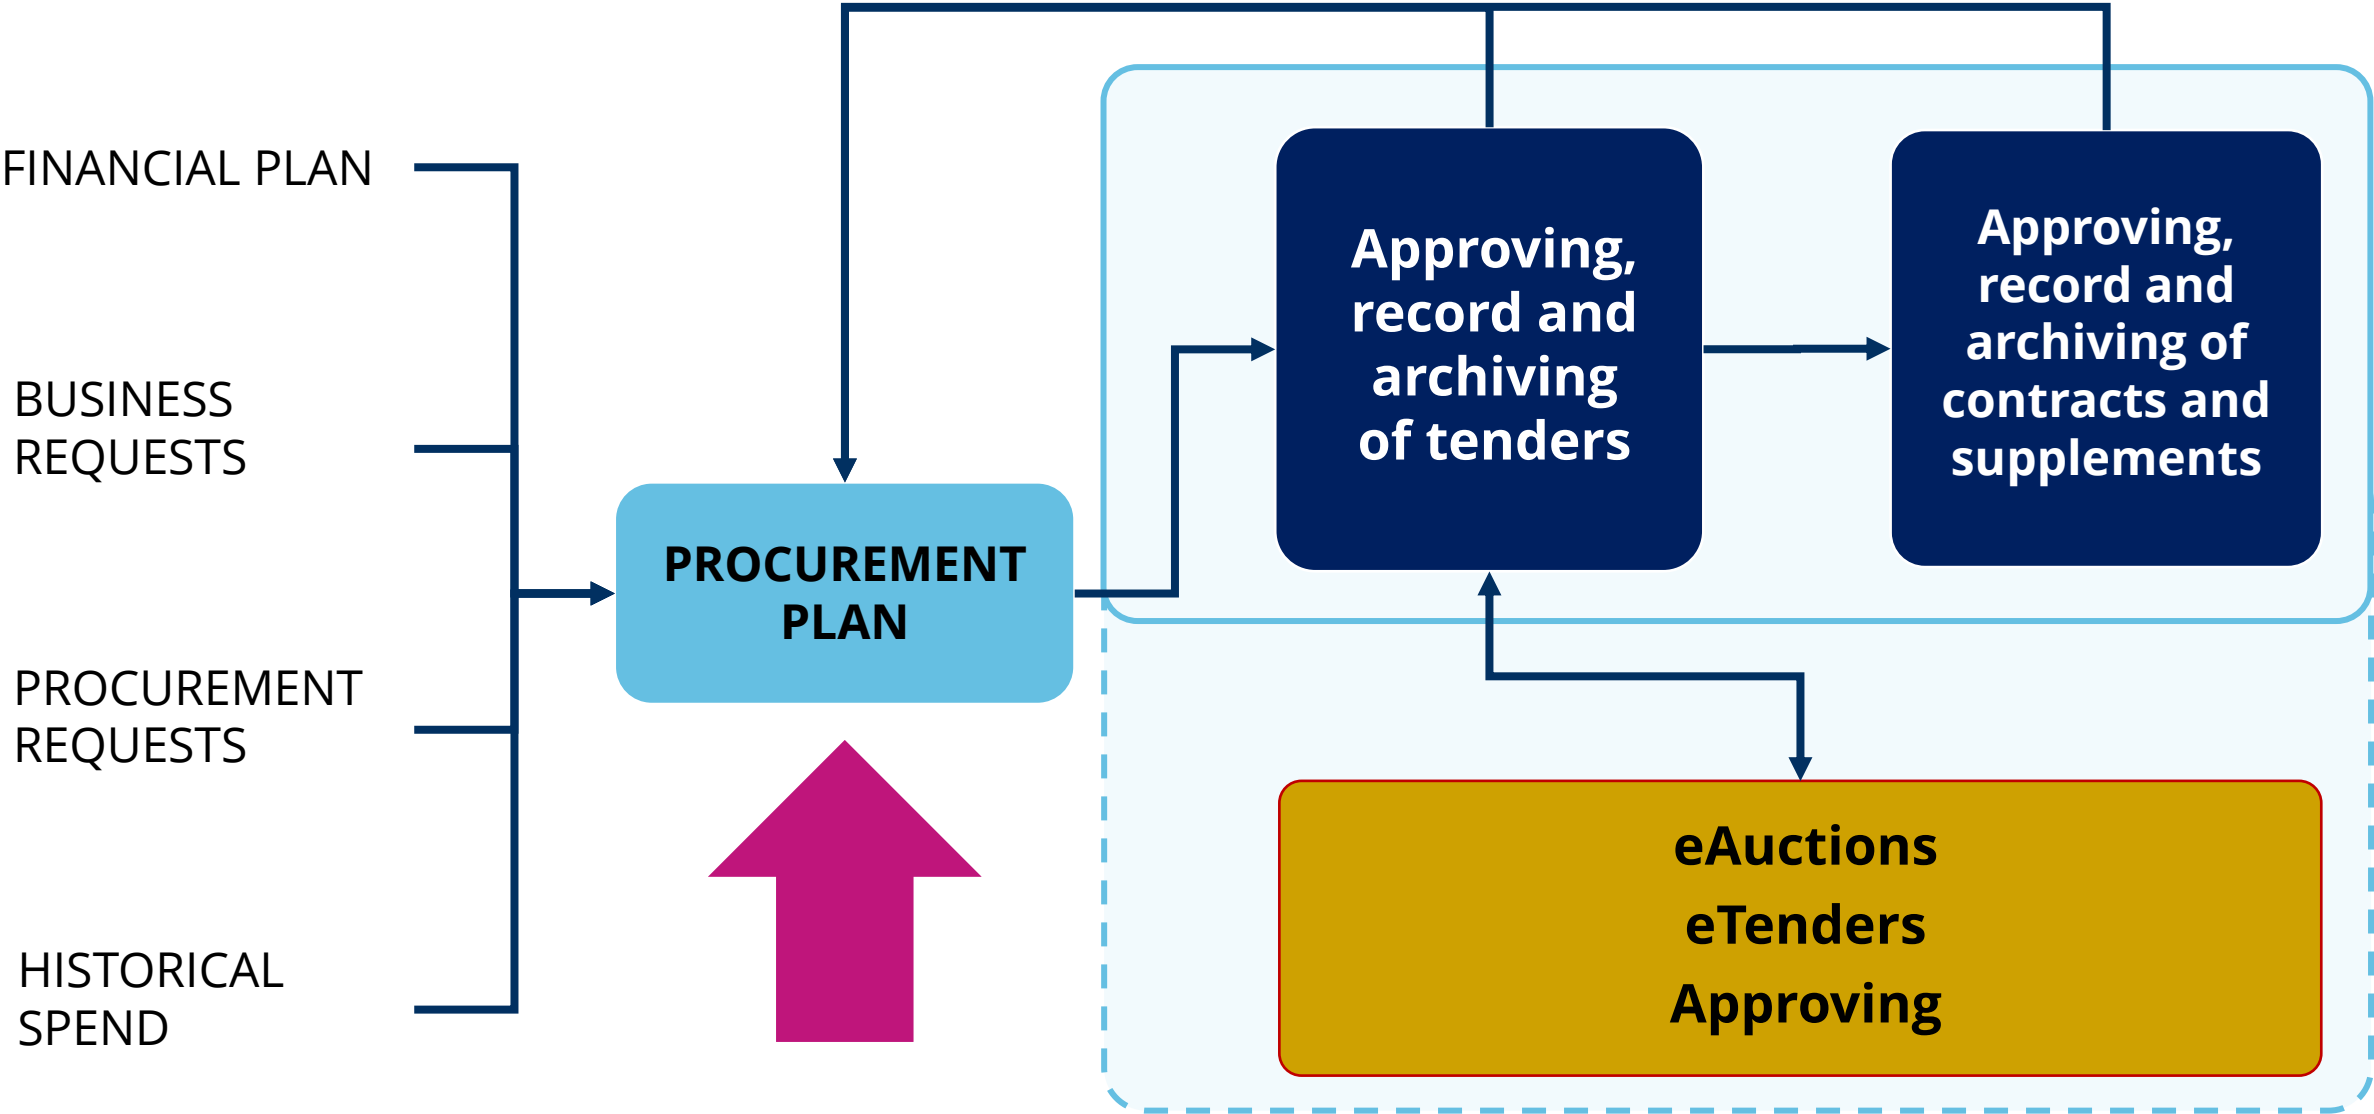 FINANCIAL PLAN
BUSINESS
REQUESTS
PROCUREMENT
REQUESTS
HISTORICAL
SPEND
PROCUREMENT
PLAN
Approving,
record and
archiving
of tenders
Approving,
record and
archiving of
contracts and
supplements
eAuctions
eTenders
Approving